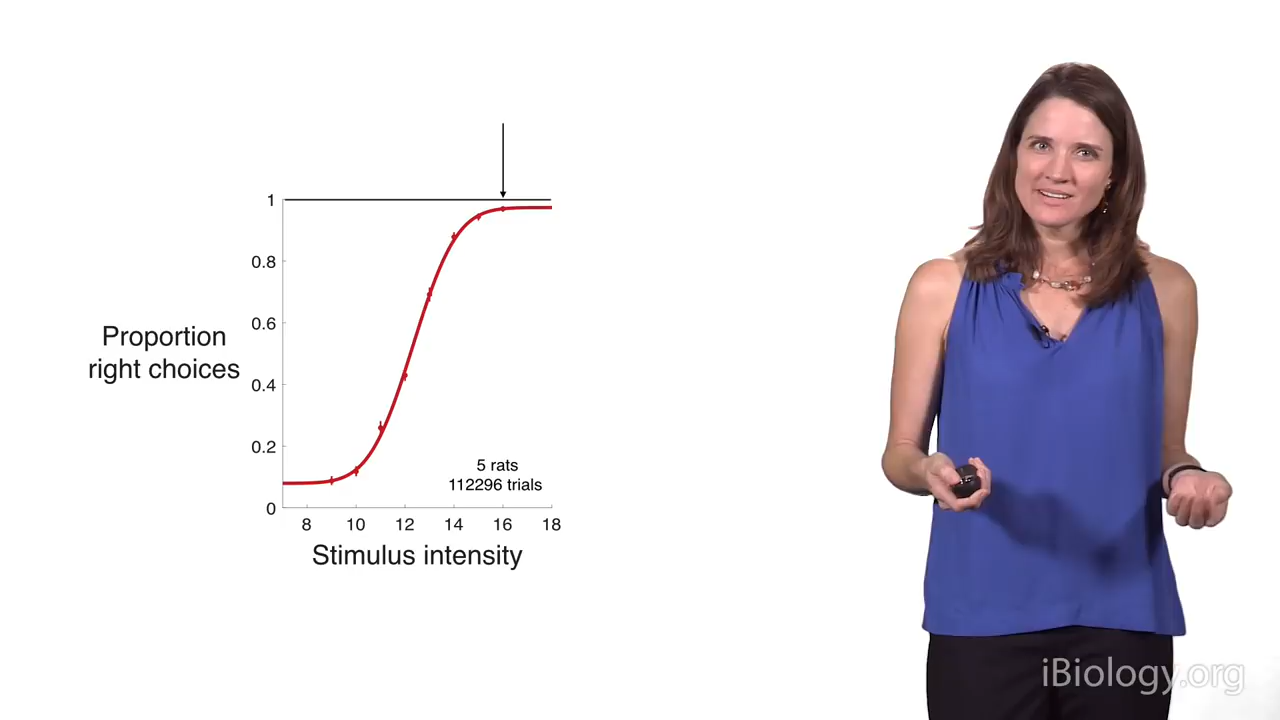 1
0.8
0.6
0.4
0.2
0
Proportion
right choices
5 rats
112296 trials
8 10 12 14 16 18
Stimulus intensity
iBiology.org